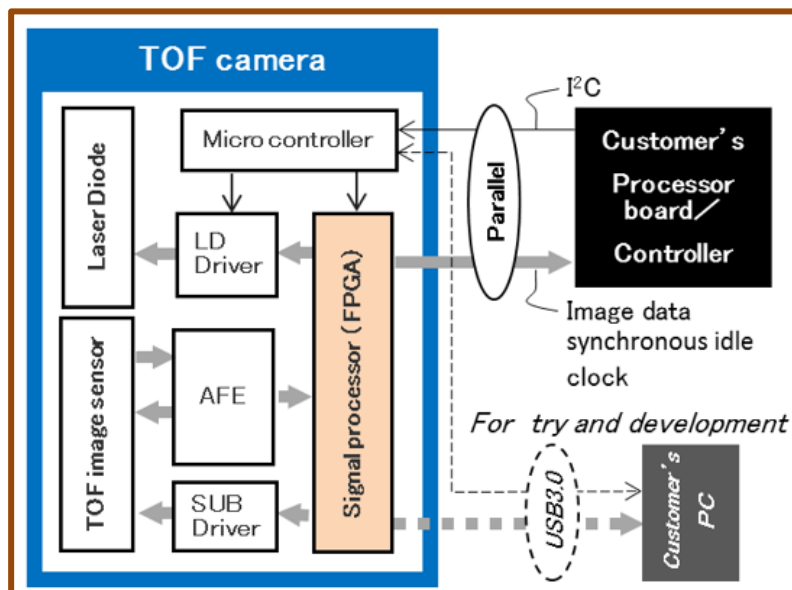 TOF camera
Laser Diode
Micro controller
LD
Driver
Signal processor (FPGA)
TOF image sensor
AFE
SUB
Driver
Parallel
I²C
Customer's
Processor
board／
Controller
Image data
synchronous idle
clock
For try and development
USB3.0
Customer's
PC